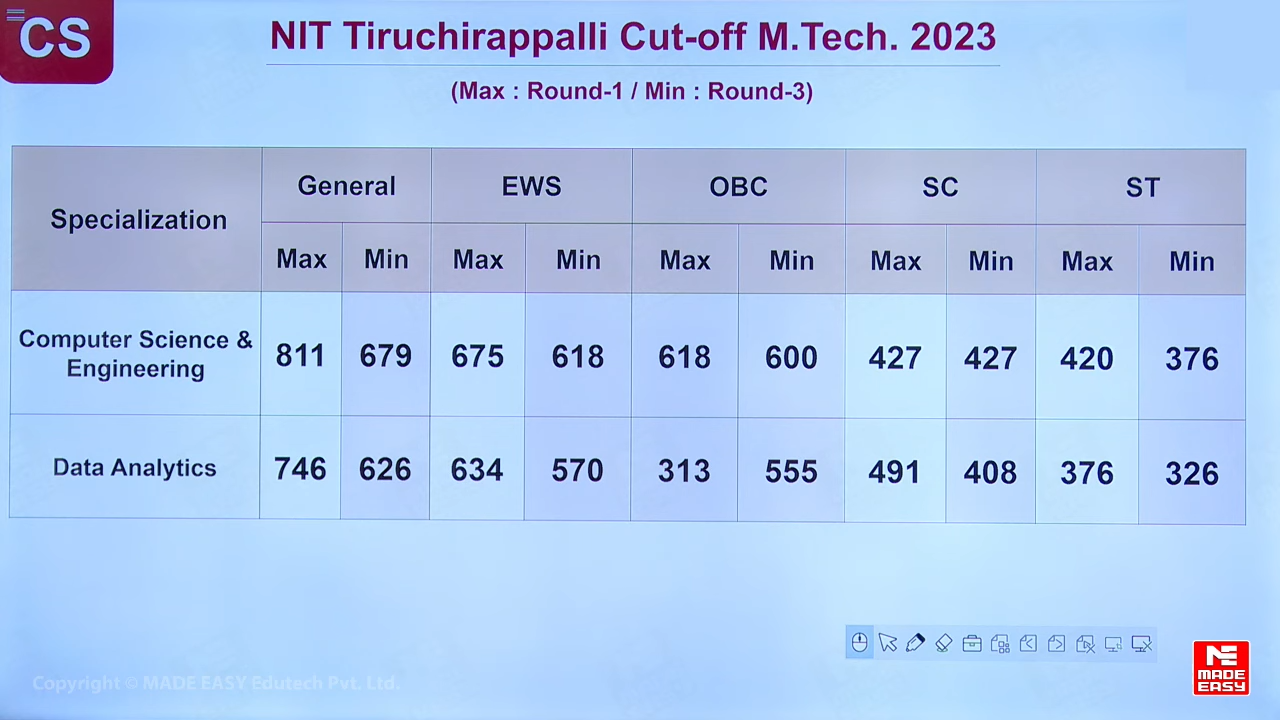 CS
NIT Tiruchirappalli Cut-off M.Tech. 2023
(Max : Round-1 / Min : Round-3)
Specialization General EWS OBC SC ST
Max Min Max Min Max Min Max Min Max Min
Computer Science &
Engineering 811 679 675 618 618 600 427 427 420 376
Data Analytics 746 626 634 570 313 555 491 408 376 326
Copyright © MADE EASY Edutech Pvt. Ltd.
ME
MADE
EASY